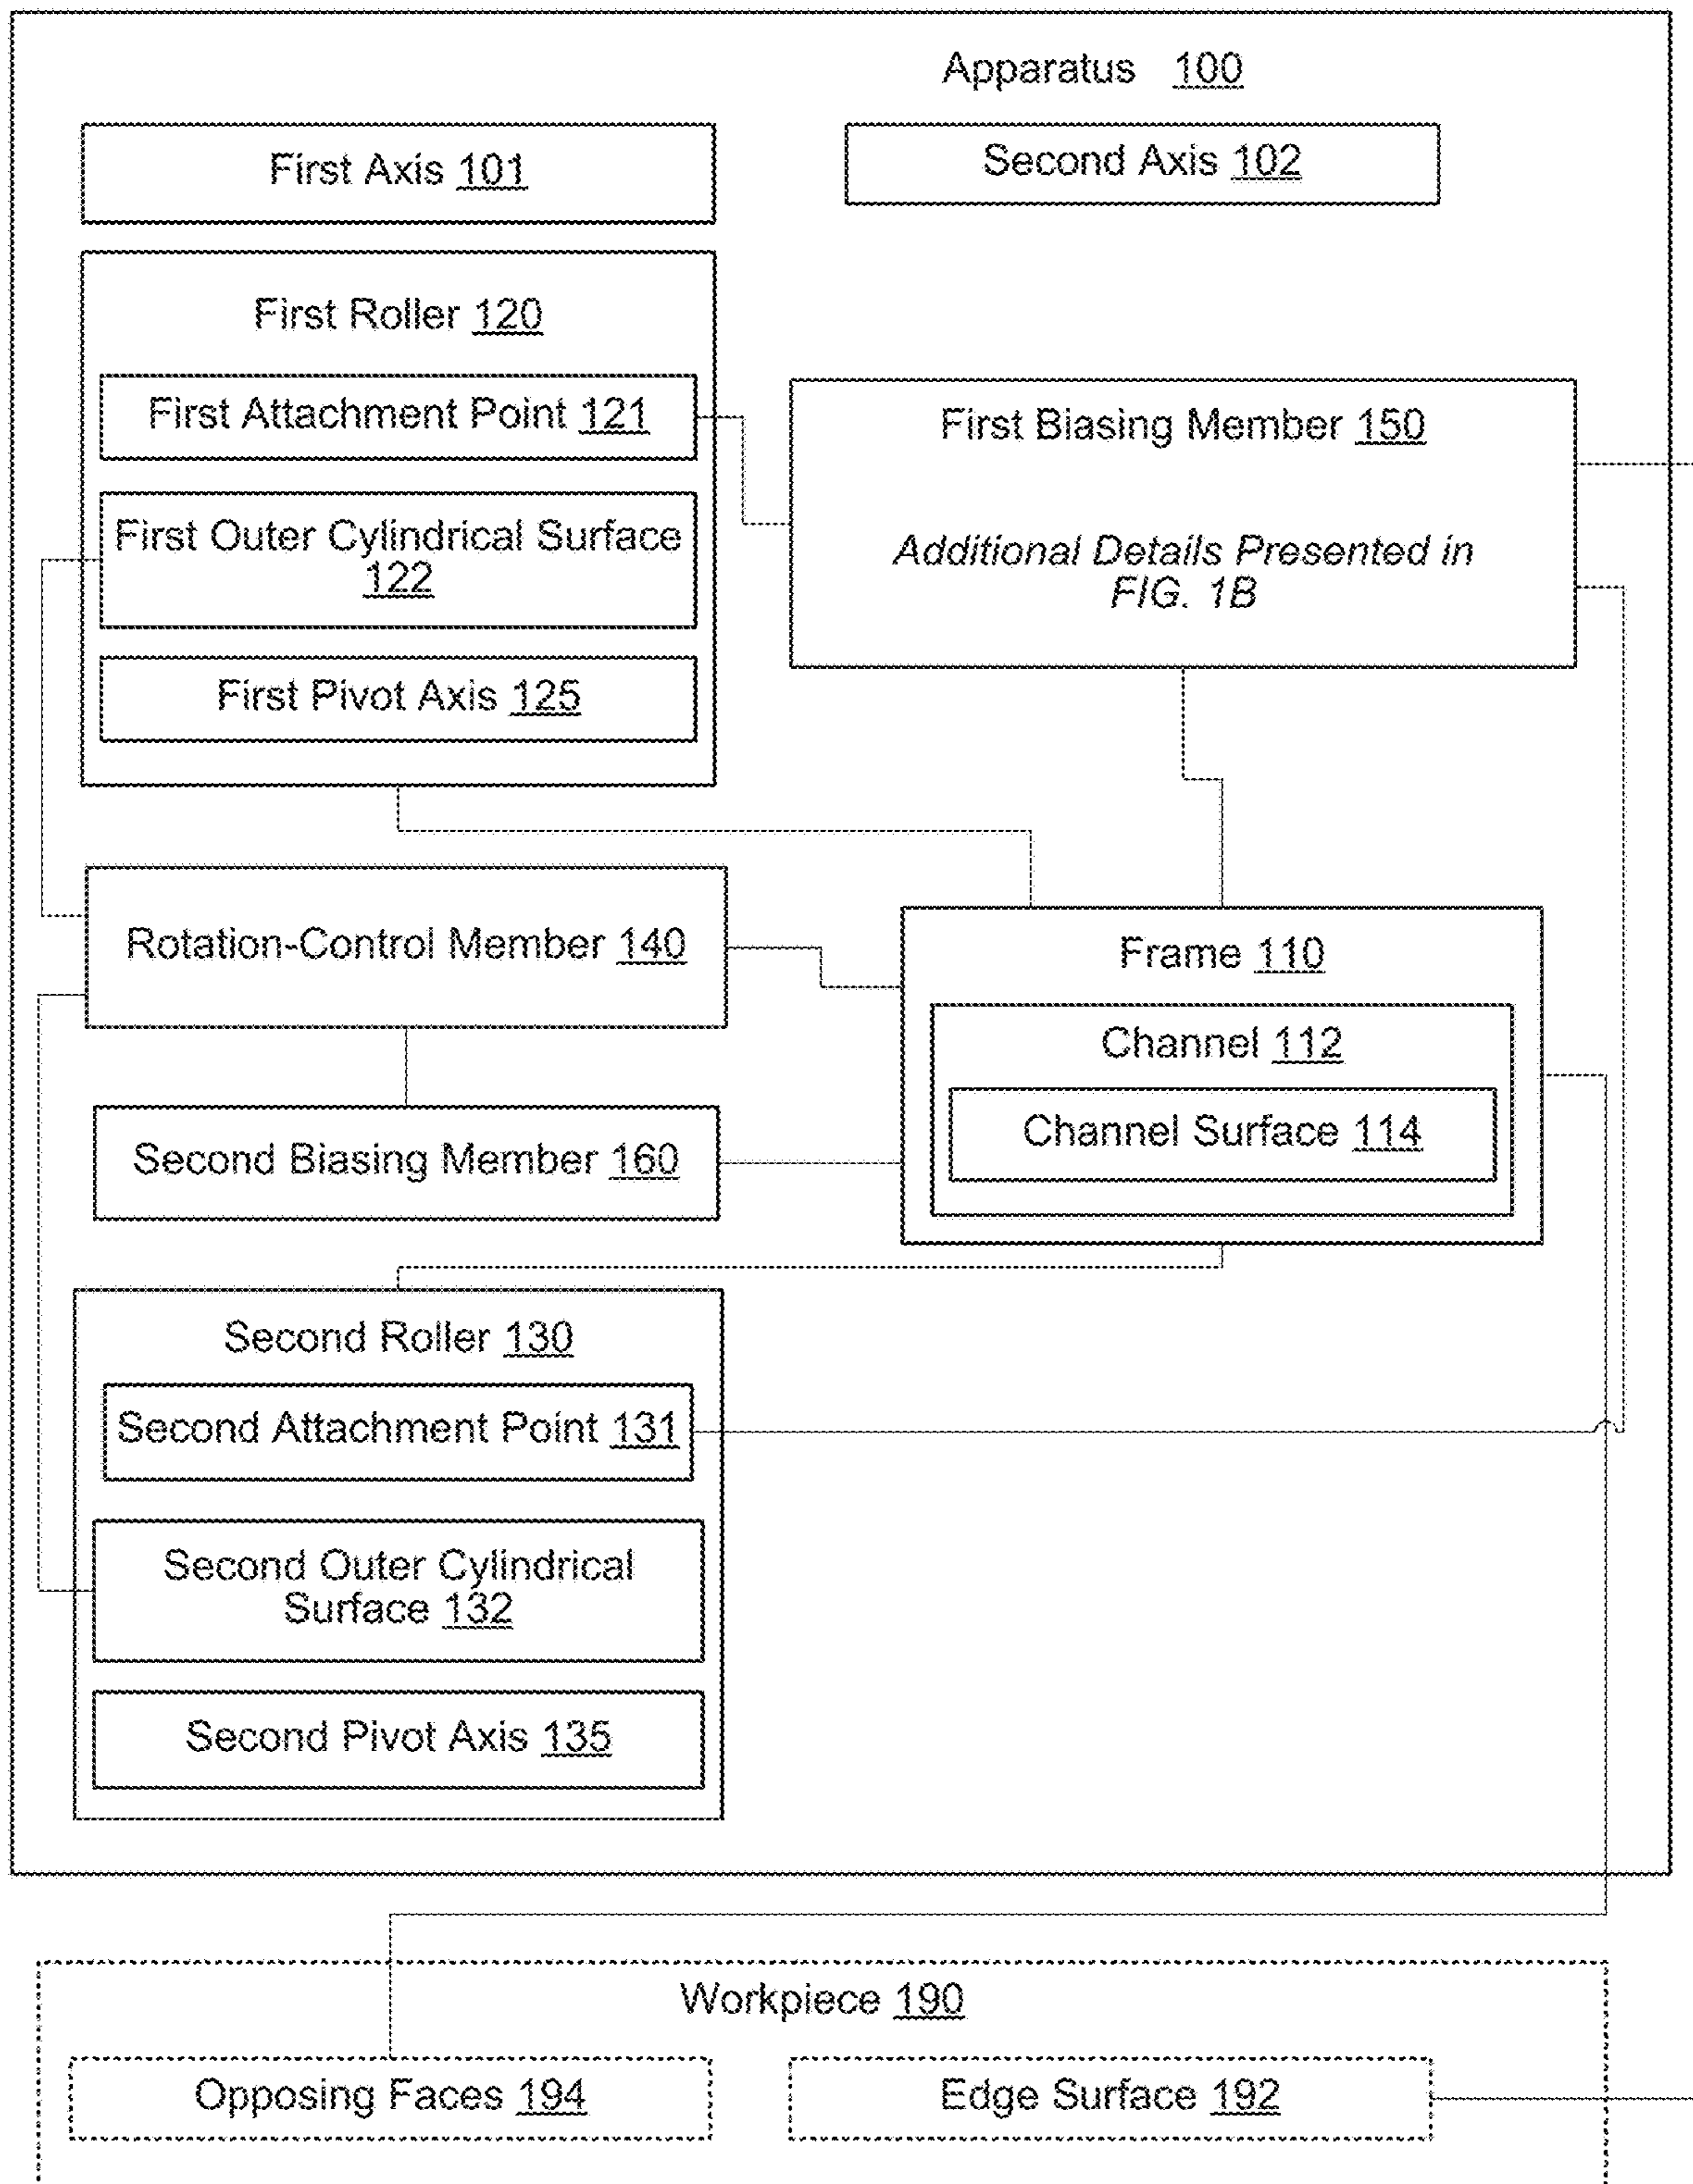 Apparatus 100
First Axis 101
Second Axis 102
First Roller 120
First Attachment Point 121
First Outer Cylindrical Surface
122
First Pivot Axis 125
First Biasing Member 150
Additional Details Presented in
FIG. 1B
Rotation-Control Member 140
Frame 110
Channel 112
Channel Surface 114
Second Biasing Member 160
Second Roller 130
Second Attachment Point 131
Second Outer Cylindrical
Surface 132
Second Pivot Axis 135
Workpiece 190
Opposing Faces 194
Edge Surface 192